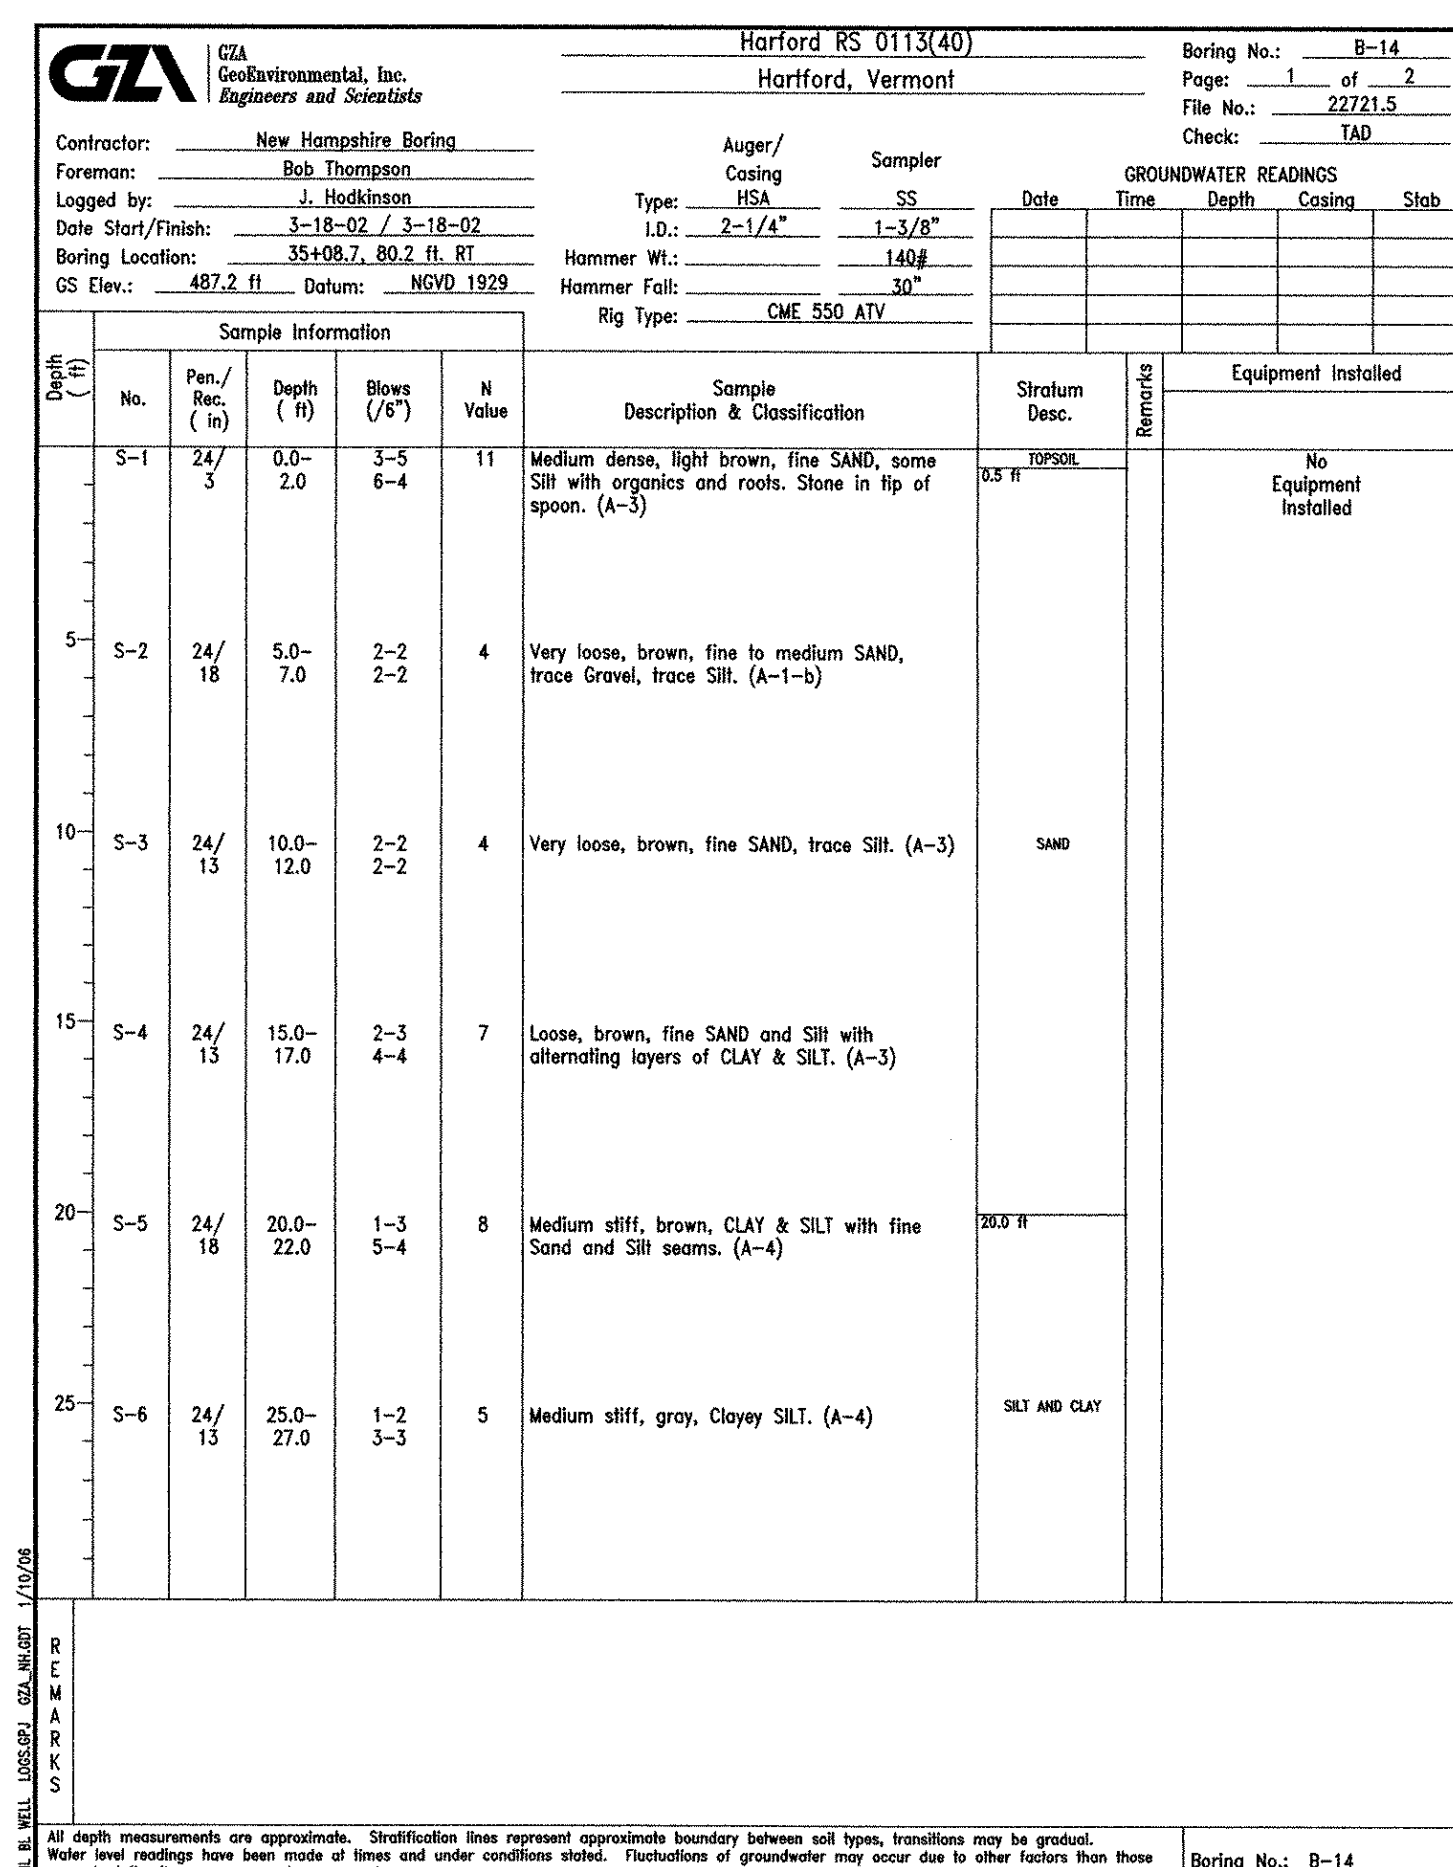 GZA
GZA
GeoEnvironmental, Inc.
Engineers and Scientists
Harford RS 0113(40)
Hartford, Vermont
Boring No.: B-14
Page: 1 of 2
File No.: 22721.5
Check: TAD
Contractor: New Hampshire Boring
Foreman: Bob Thompson
Logged by: J. Hodkinson
Date Start/Finish: 3-18-02 / 3-18-02
Boring Location: 35+08.7, 80.2 ft. RT
GS Elev.: 487.2 ft Datum: NGVD 1929
Auger/
Casing Sampler
Type: HSA SS
I.D.: 2-1/4" 1-3/8"
Hammer Wt.: 140#
Hammer Fall: 30"
Rig Type: CME 550 ATV
GROUNDWATER READINGS
Date Time Depth Casing Stab
Depth
( ft)
Sample Information
No.
Pen./
Rec.
( in)
Depth
( ft)
Blows
(/6")
N
Value
Sample
Description & Classification
Stratum
Desc.
Remarks
Equipment Installed
S-1 24/ 0.0- 3-5 11 Medium dense, light brown, fine SAND, some TOPSOIL No
3 2.0 6-4 Silt with organics and roots. Stone in tip of 0.5 ft Equipment
spoon. (A-3) Installed
5 S-2 24/ 5.0- 2-2 4 Very loose, brown, fine to medium SAND,
18 7.0 2-2 trace Gravel, trace Silt. (A-1-b)
10 S-3 24/ 10.0- 2-2 4 Very loose, brown, fine SAND, trace Silt. (A-3) SAND
13 12.0 2-2
15 S-4 24/ 15.0- 2-3 7 Loose, brown, fine SAND and Silt with
13 17.0 4-4 alternating layers of CLAY & SILT. (A-3)
20 S-5 24/ 20.0- 1-3 8 Medium stiff, brown, CLAY & SILT with fine 20.0 ft
18 22.0 5-4 Sand and Silt seams. (A-4)
25 S-6 24/ 25.0- 1-2 5 Medium stiff, gray, Clayey SILT. (A-4) SILT AND CLAY
13 27.0 3-3
REMARKS
BL WELL LOGS.GPJ GZA_NH.GDT 1/10/06
All depth measurements are approximate. Stratification lines represent approximate boundary between soil types, transitions may be gradual.
Water level readings have been made at times and under conditions stated. Fluctuations of groundwater may occur due to other factors than those
Boring No.: B-14